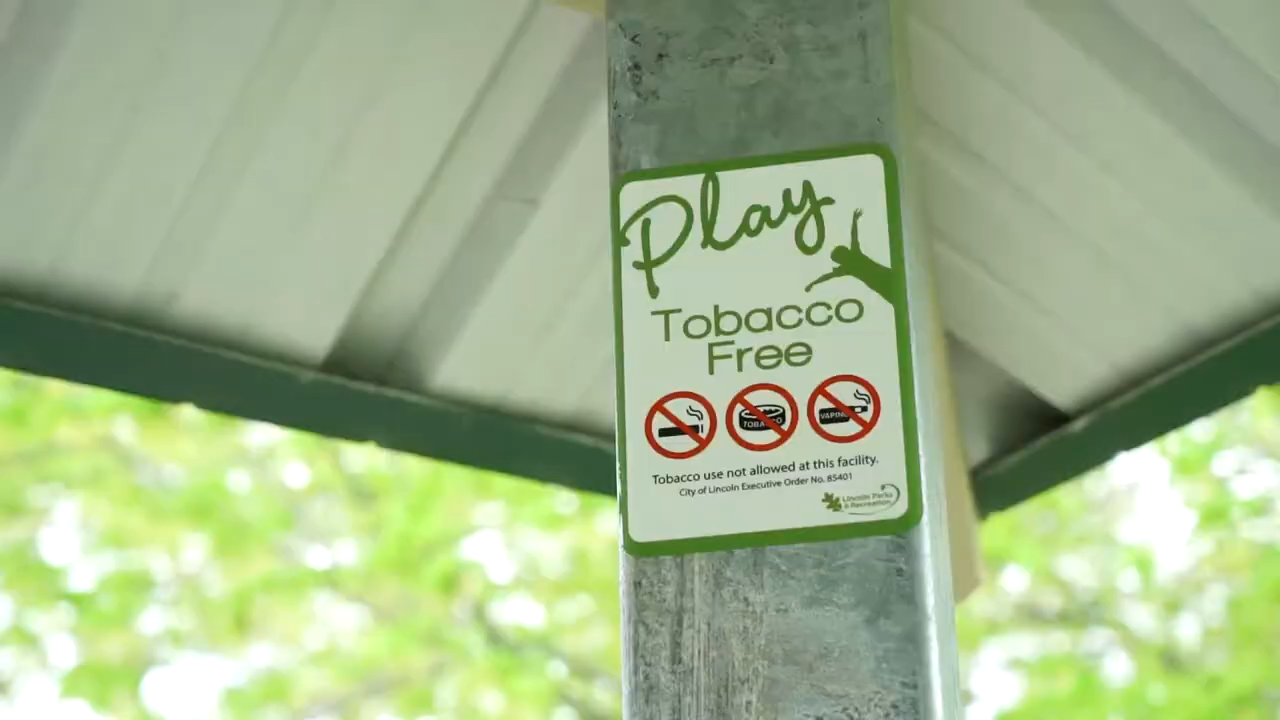 Play
Tobacco
Free
TOBACCO
VAPING
Tobacco use not allowed at this facility.
City of Lincoln Executive Order No. 85401
Lincoln Parks
& Recreation